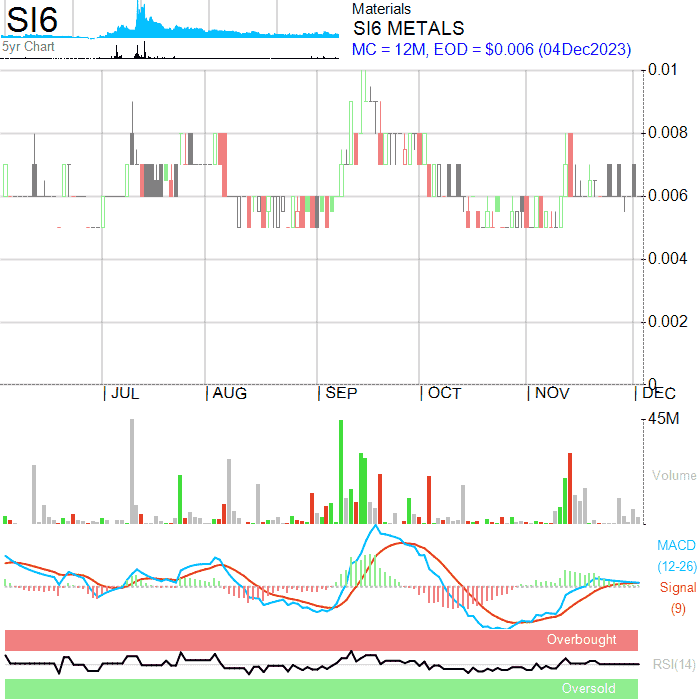 SI6
5yr Chart
Materials
SI6 METALS
MC = 12M, EOD = $0.006 (04Dec2023)
0.01
0.008
0.006
0.004
0.002
0
JUL AUG SEP OCT NOV DEC
45M
Volume
MACD
(12-26)
Signal
(9)
Overbought
RSI(14)
Oversold